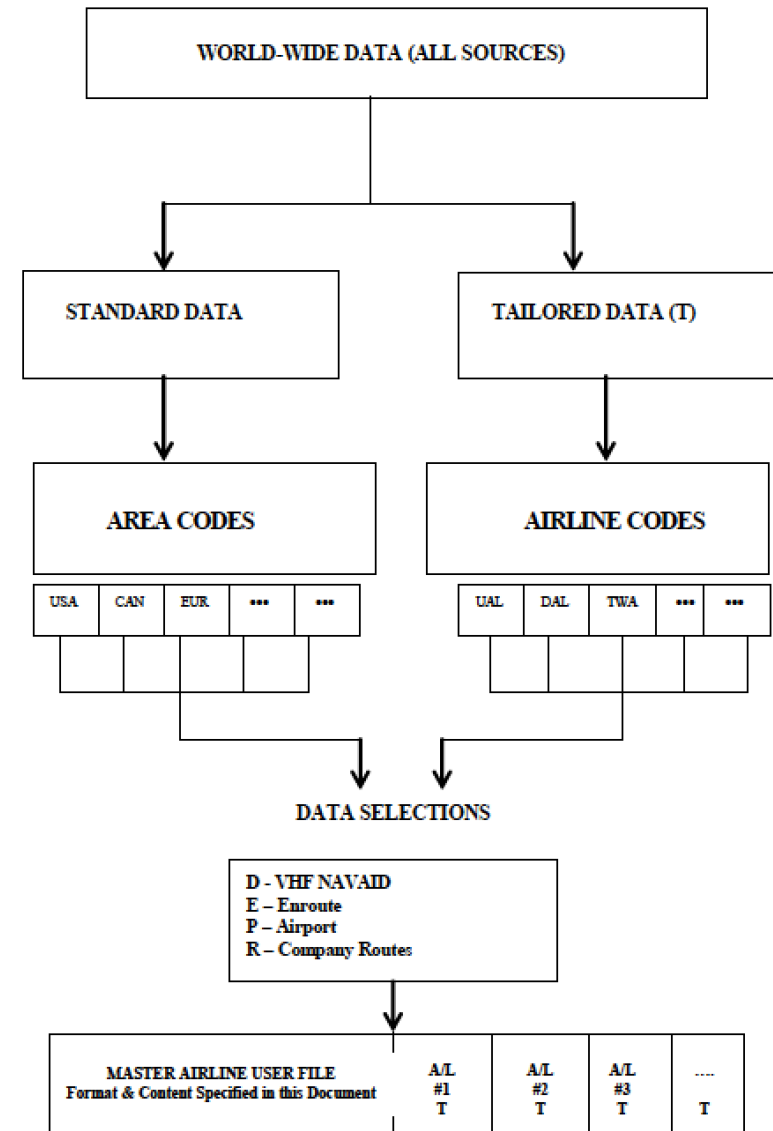 WORLD-WIDE DATA (ALL SOURCES)
STANDARD DATA
TAILORED DATA (T)
AREA CODES
AIRLINE CODES
USA CAN EUR ••• •••
UAL DAL TWA ••• •••
DATA SELECTIONS
D - VHF NAVAID
E – Enroute
P – Airport
R – Company Routes
MASTER AIRLINE USER FILE
Format & Content Specified in this Document
A/L
#1
T
A/L
#2
T
A/L
#3
T
....
T